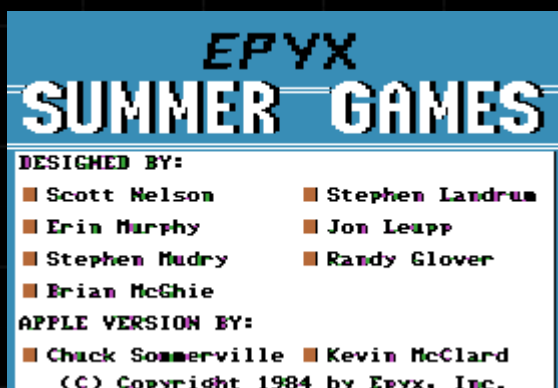 EPYX
SUMMER GAMES
DESIGNED BY:
Scott Nelson Stephen Landrum
Erin Murphy Jon Leupp
Stephen Mudry Randy Glover
Brian McGhie
APPLE VERSION BY:
Chuck Sommerville Kevin McClard
(C) Copyright 1984 by Epyx, Inc.